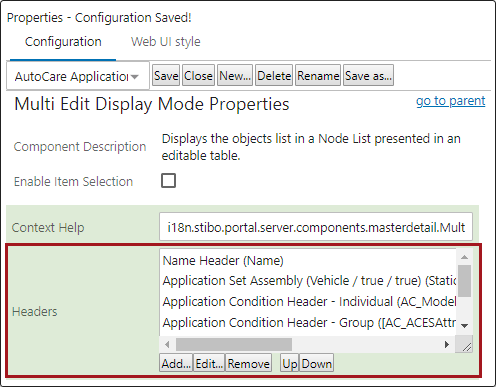 Properties - Configuration Saved!
Configuration Web UI style
AutoCare Application Save Close New... Delete Rename Save as...
Multi Edit Display Mode Properties go to parent
Component Description Displays the objects list in a Node List presented in an
editable table.
Enable Item Selection
Context Help i18n.stibo.portal.server.components.masterdetail.Mult
Headers
Name Header (Name)
Application Set Assembly (Vehicle / true / true) (Static
Application Condition Header - Individual (AC_Model
Application Condition Header - Group ([AC_ACESAttr
Add... Edit... Remove Up Down